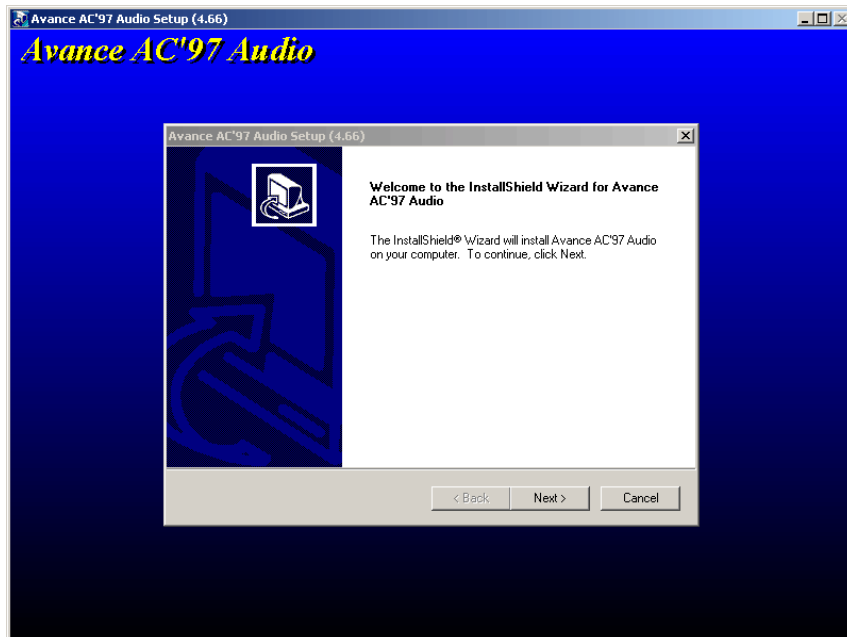 Avance AC'97 Audio Setup (4.66)
Avance AC'97 Audio
Avance AC'97 Audio Setup (4.66)
Welcome to the InstallShield Wizard for Avance
AC'97 Audio
The InstallShield® Wizard will install Avance AC'97 Audio
on your computer.  To continue, click Next.
< Back
Next >
Cancel